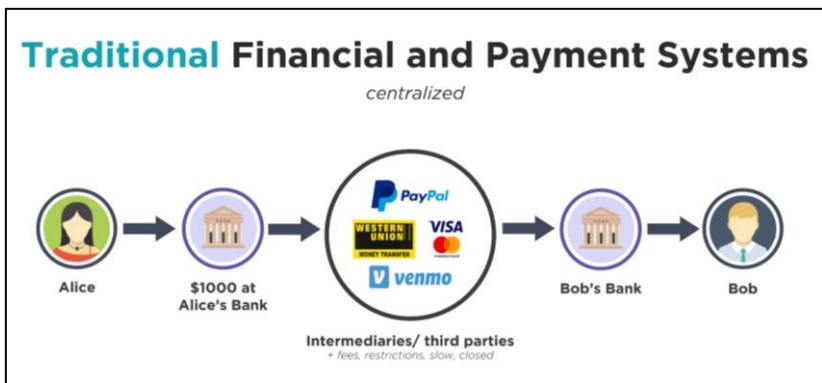 Traditional Financial and Payment Systems
centralized
PayPal
WESTERN
UNION
MONEY TRANSFER
VISA
mastercard
V venmo
Alice
$1000 at
Alice's Bank
Bob's Bank
Bob
Intermediaries/ third parties
+ fees, restrictions, slow, closed